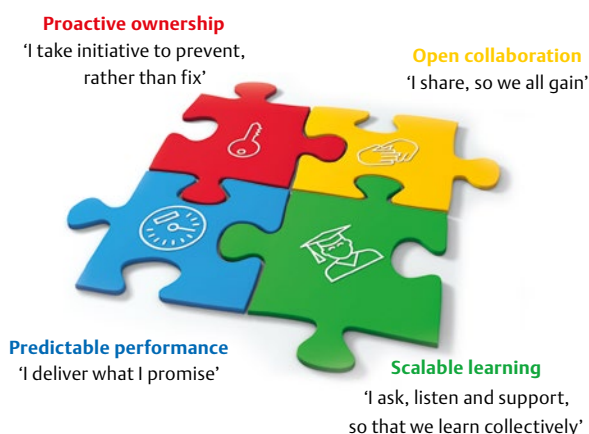 Proactive ownership
‘I take initiative to prevent,
rather than fix’
Open collaboration
‘I share, so we all gain’
Predictable performance
‘I deliver what I promise’
Scalable learning
‘I ask, listen and support,
so that we learn collectively’